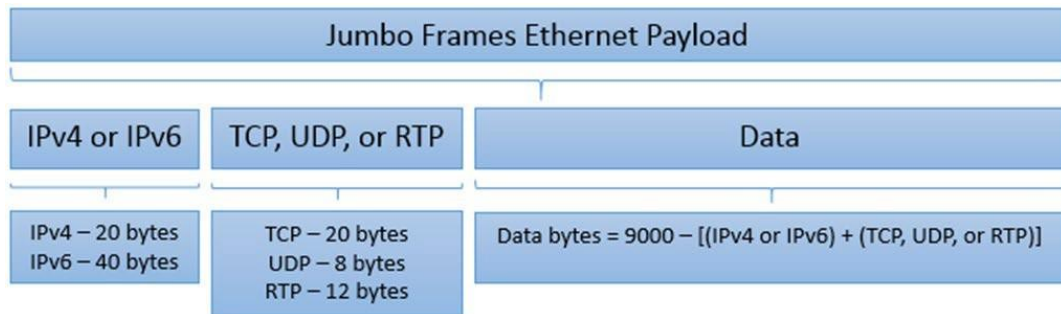 Jumbo Frames Ethernet Payload
IPv4 or IPv6
TCP, UDP, or RTP
Data
IPv4 – 20 bytes
IPv6 – 40 bytes
TCP – 20 bytes
UDP – 8 bytes
RTP – 12 bytes
Data bytes = 9000 – [(IPv4 or IPv6) + (TCP, UDP, or RTP)]